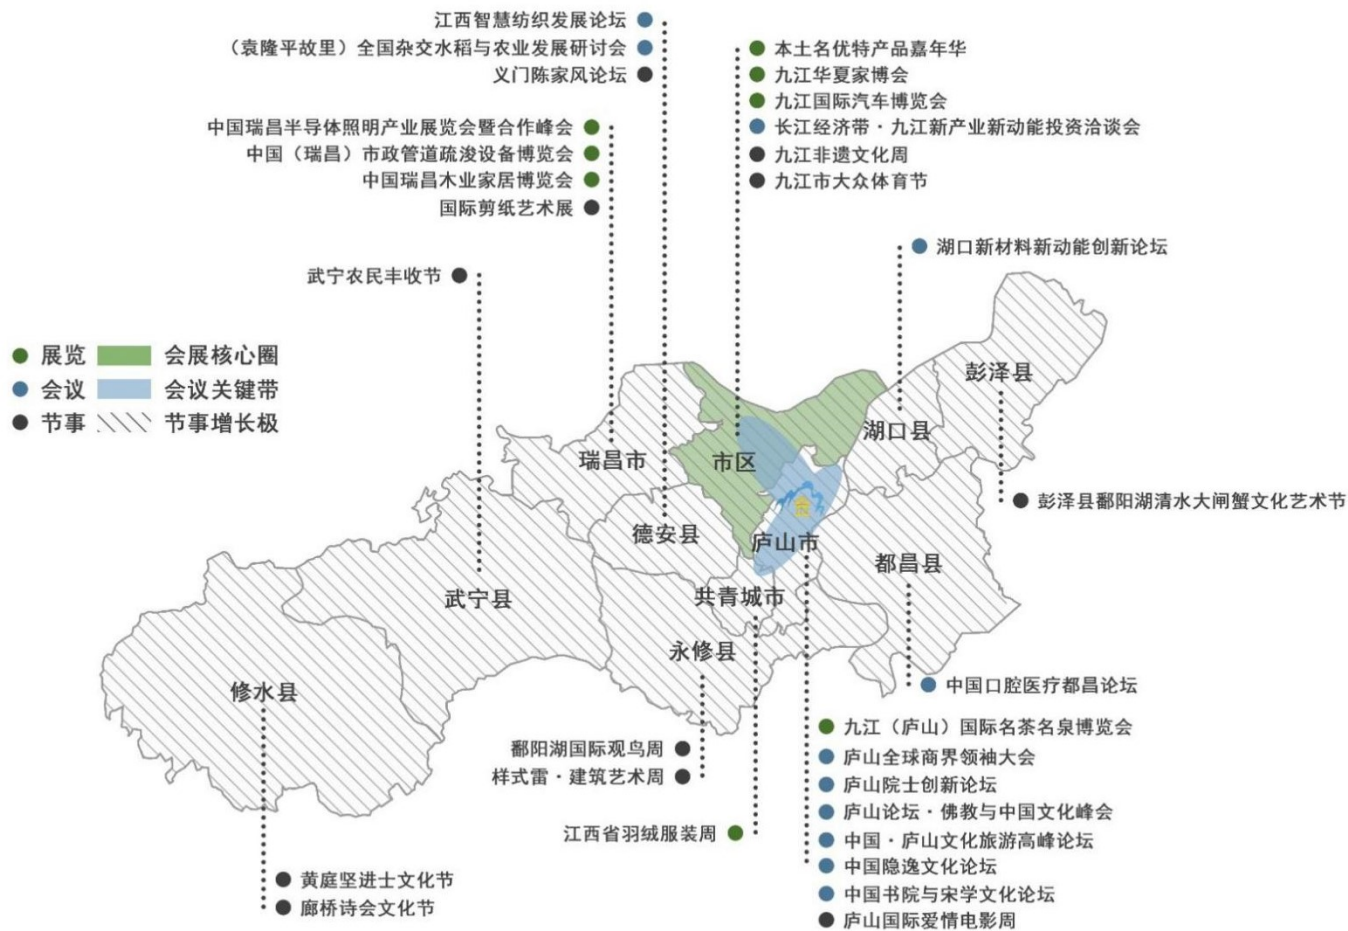 江西智慧纺织发展论坛
（袁隆平故里）全国杂交水稻与农业发展研讨会
义门陈家风论坛
本土名优特产品嘉年华
九江华夏家博会
九江国际汽车博览会
长江经济带·九江新产业新动能投资洽谈会
九江非遗文化周
九江市大众体育节
中国瑞昌半导体照明产业展览会暨合作峰会
中国（瑞昌）市政管道疏浚设备博览会
中国瑞昌木业家居博览会
国际剪纸艺术展
湖口新材料新动能创新论坛
武宁农民丰收节
展览 会展核心圈
会议 会议关键带
节事 节事增长极
彭泽县
湖口县
瑞昌市
市区
彭泽县鄱阳湖清水大闸蟹文化艺术节
德安县
庐山市
都昌县
武宁县
共青城市
永修县
修水县
中国口腔医疗都昌论坛
九江（庐山）国际名茶名泉博览会
庐山全球商界领袖大会
庐山院士创新论坛
庐山论坛·佛教与中国文化峰会
中国·庐山文化旅游高峰论坛
中国隐逸文化论坛
中国书院与宋学文化论坛
庐山国际爱情电影周
鄱阳湖国际观鸟周
样式雷·建筑艺术周
江西省羽绒服装周
黄庭坚进士文化节
廊桥诗会文化节